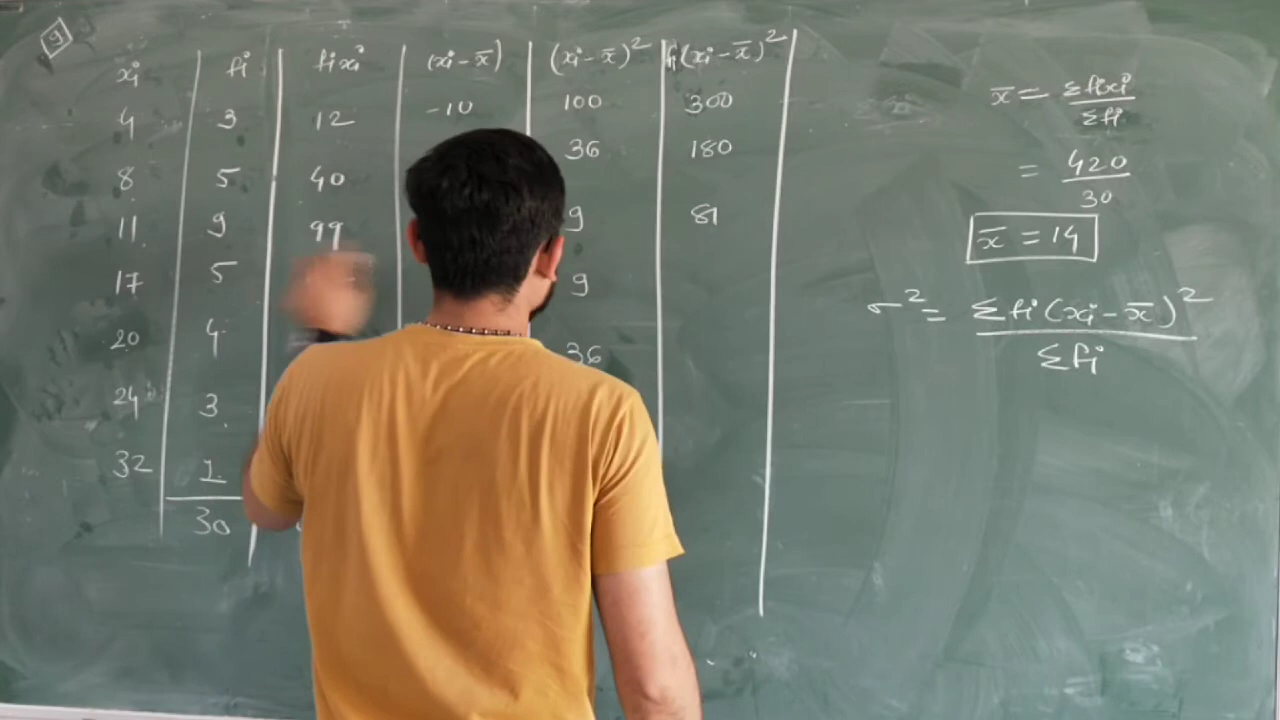 9
xi fi fixi (xi - x̄) (xi - x̄)² fi(xi - x̄)²
4 3 12 -10 100 300
8 5 40 36 180
11 9 99 9 81
17 5 9
20 4 36
24 3
32 1
30
x̄ = Σfixi / Σfi
= 420 / 30
x̄ = 14
σ² = Σfi(xi - x̄)² / Σfi